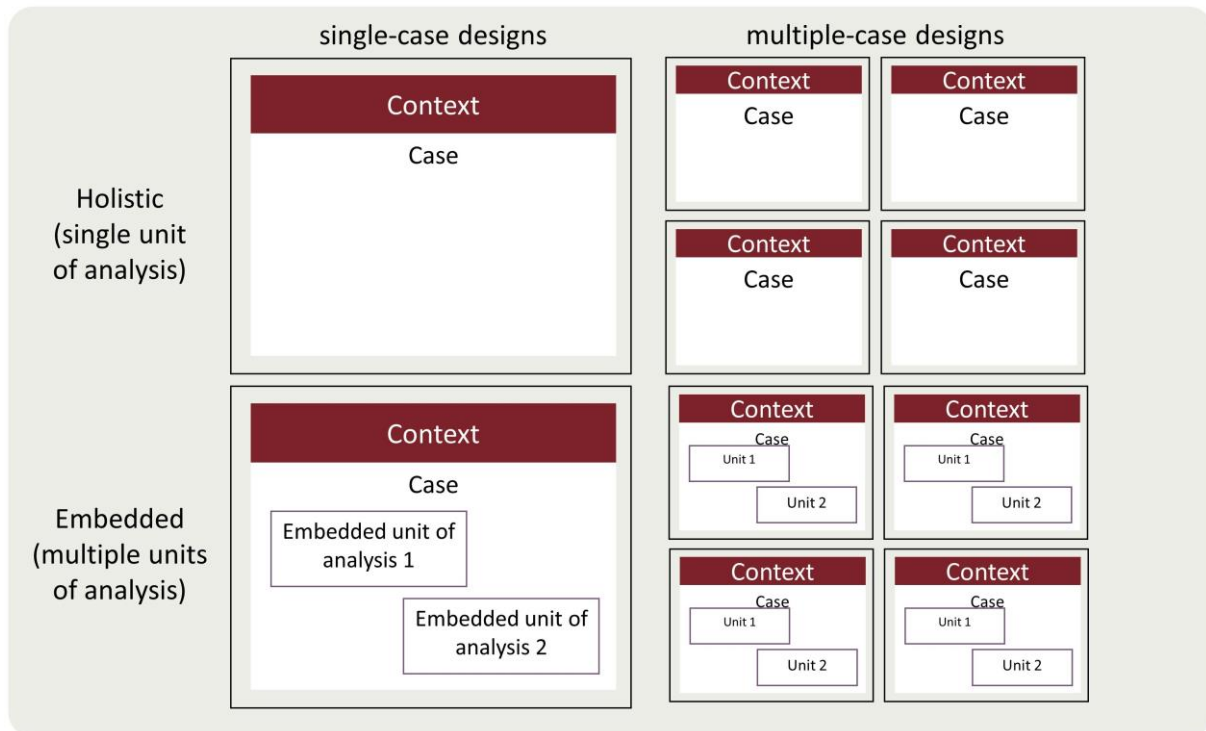 single-case designs
multiple-case designs
Holistic
(single unit
of analysis)
Context
Case
Context
Case
Context
Case
Context
Case
Context
Case
Embedded
(multiple units
of analysis)
Context
Case
Embedded unit of
analysis 1
Embedded unit of
analysis 2
Context
Case
Unit 1
Unit 2
Context
Case
Unit 1
Unit 2
Context
Case
Unit 1
Unit 2
Context
Case
Unit 1
Unit 2